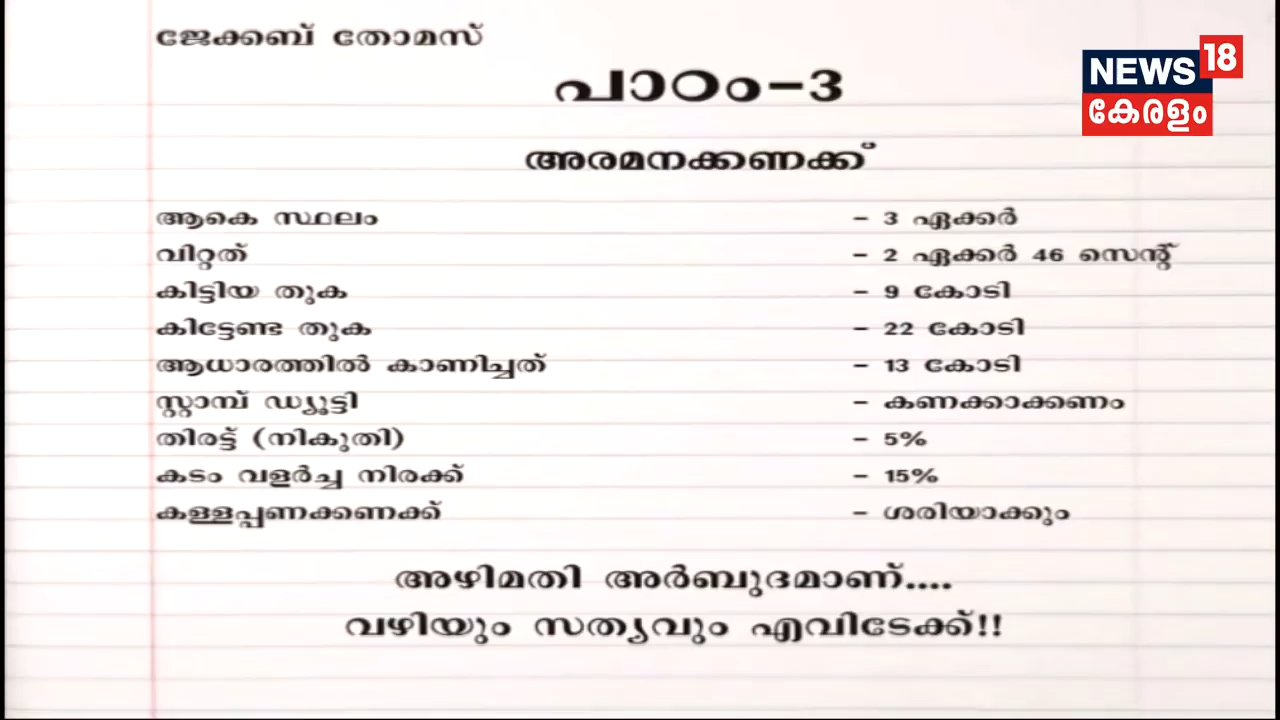 ജേക്കബ് തോമസ്
NEWS 18
കേരളം
പാഠം-3
അരമനക്കണക്ക്
ആകെ സ്ഥലം - 3 ഏക്കർ
വിറ്റത് - 2 ഏക്കർ 46 സെന്റ്
കിട്ടിയ തുക - 9 കോടി
കിട്ടേണ്ട തുക - 22 കോടി
ആധാരത്തിൽ കാണിച്ചത് - 13 കോടി
സ്റ്റാമ്പ് ഡ്യൂട്ടി - കണക്കാക്കണം
തിരട്ട് (നികുതി) - 5%
കടം വളർച്ച നിരക്ക് - 15%
കള്ളപ്പണക്കണക്ക് - ശരിയാക്കും
അഴിമതി അർബുദമാണ്....
വഴിയും സത്യവും എവിടേക്ക്!!